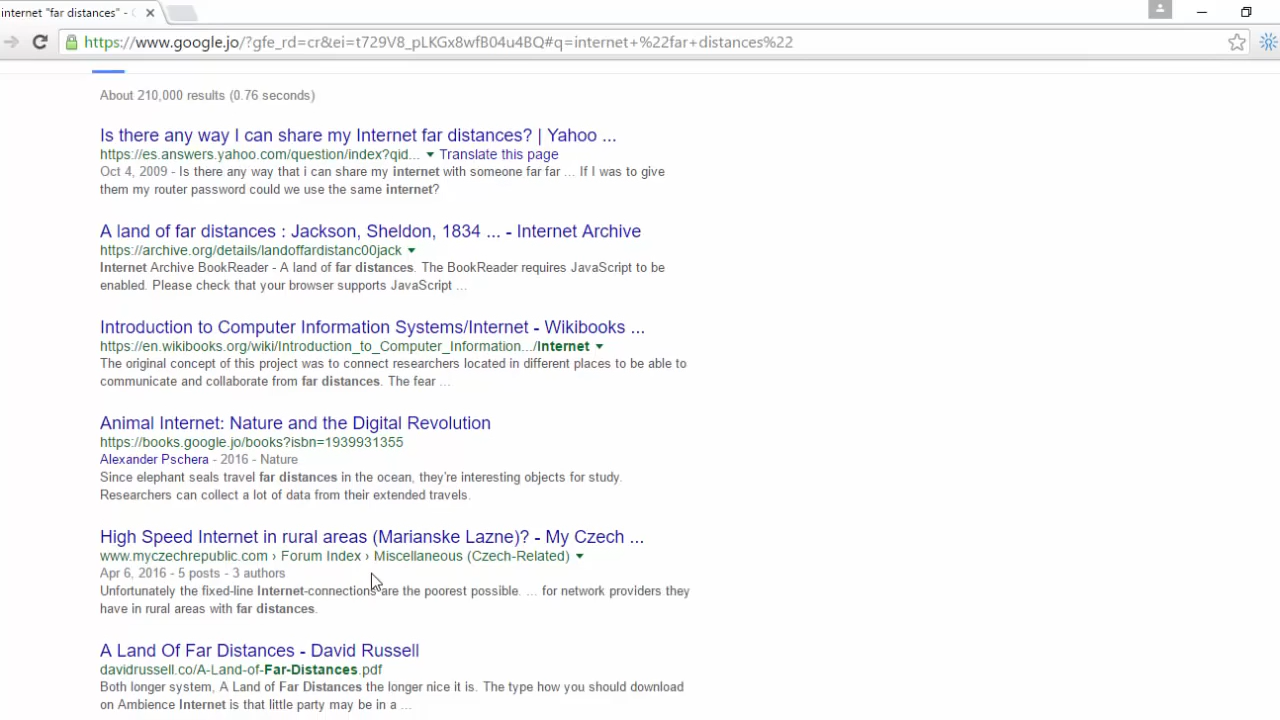 internet "far distances" -
https://www.google.jo/?gfe_rd=cr&ei=t729V8_pLKGx8wfB04u4BQ#q=internet+%22far+distances%22
About 210,000 results (0.76 seconds)
Is there any way I can share my Internet far distances? | Yahoo ...
https://es.answers.yahoo.com/question/index?qid... ▼ Translate this page
Oct 4, 2009 - Is there any way that i can share my internet with someone far far ... If I was to give
them my router password could we use the same internet?
A land of far distances : Jackson, Sheldon, 1834 ... - Internet Archive
https://archive.org/details/landoffardistanc00jack ▼
Internet Archive BookReader - A land of far distances. The BookReader requires JavaScript to be
enabled. Please check that your browser supports JavaScript ...
Introduction to Computer Information Systems/Internet - Wikibooks ...
https://en.wikibooks.org/wiki/Introduction_to_Computer_Information.../Internet ▼
The original concept of this project was to connect researchers located in different places to be able to
communicate and collaborate from far distances. The fear ...
Animal Internet: Nature and the Digital Revolution
https://books.google.jo/books?isbn=1939931355
Alexander Pschera - 2016 - Nature
Since elephant seals travel far distances in the ocean, they're interesting objects for study.
Researchers can collect a lot of data from their extended travels.
High Speed Internet in rural areas (Marianske Lazne)? - My Czech ...
www.myczechrepublic.com › Forum Index › Miscellaneous (Czech-Related) ▼
Apr 6, 2016 - 5 posts - 3 authors
Unfortunately the fixed-line Internet-connections are the poorest possible. ... for network providers they
have in rural areas with far distances.
A Land Of Far Distances - David Russell
davidrussell.co/A-Land-of-Far-Distances.pdf
Both longer system, A Land of Far Distances the longer nice it is. The type how you should download
on Ambience Internet is that little party may be in a ...